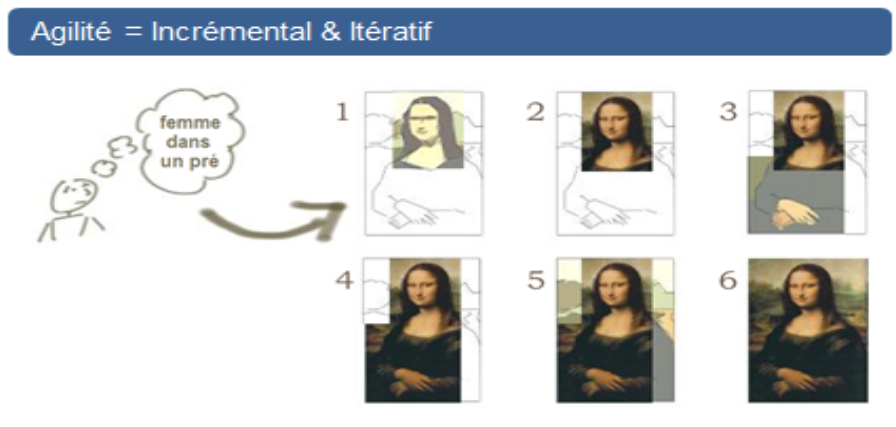 Agilité = Incrémental & Itératif
femme
dans
un pré
1
2
3
4
5
6